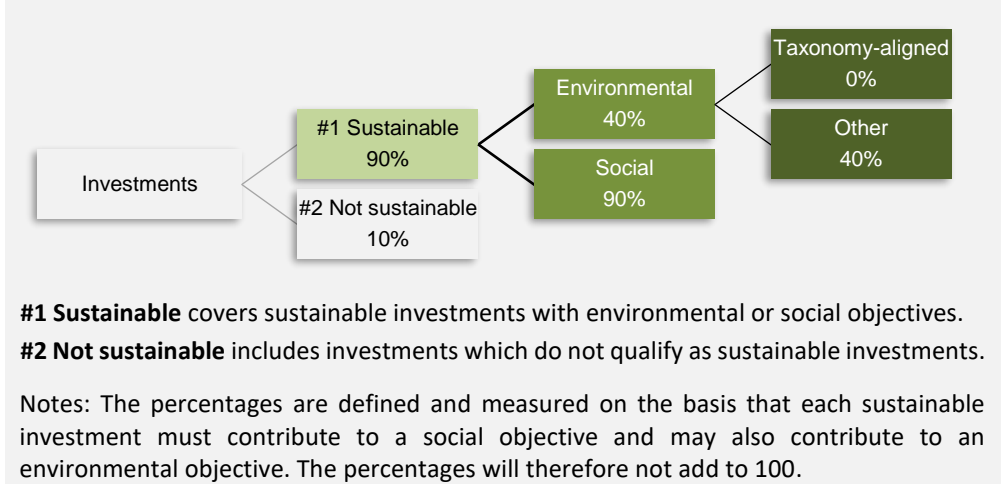 Taxonomy-aligned
0%
Environmental
40%
#1 Sustainable
90%
Other
40%
Investments
Social
90%
#2 Not sustainable
10%
#1 Sustainable covers sustainable investments with environmental or social objectives.
#2 Not sustainable includes investments which do not qualify as sustainable investments.
Notes: The percentages are defined and measured on the basis that each sustainable
investment must contribute to a social objective and may also contribute to an
environmental objective. The percentages will therefore not add to 100.